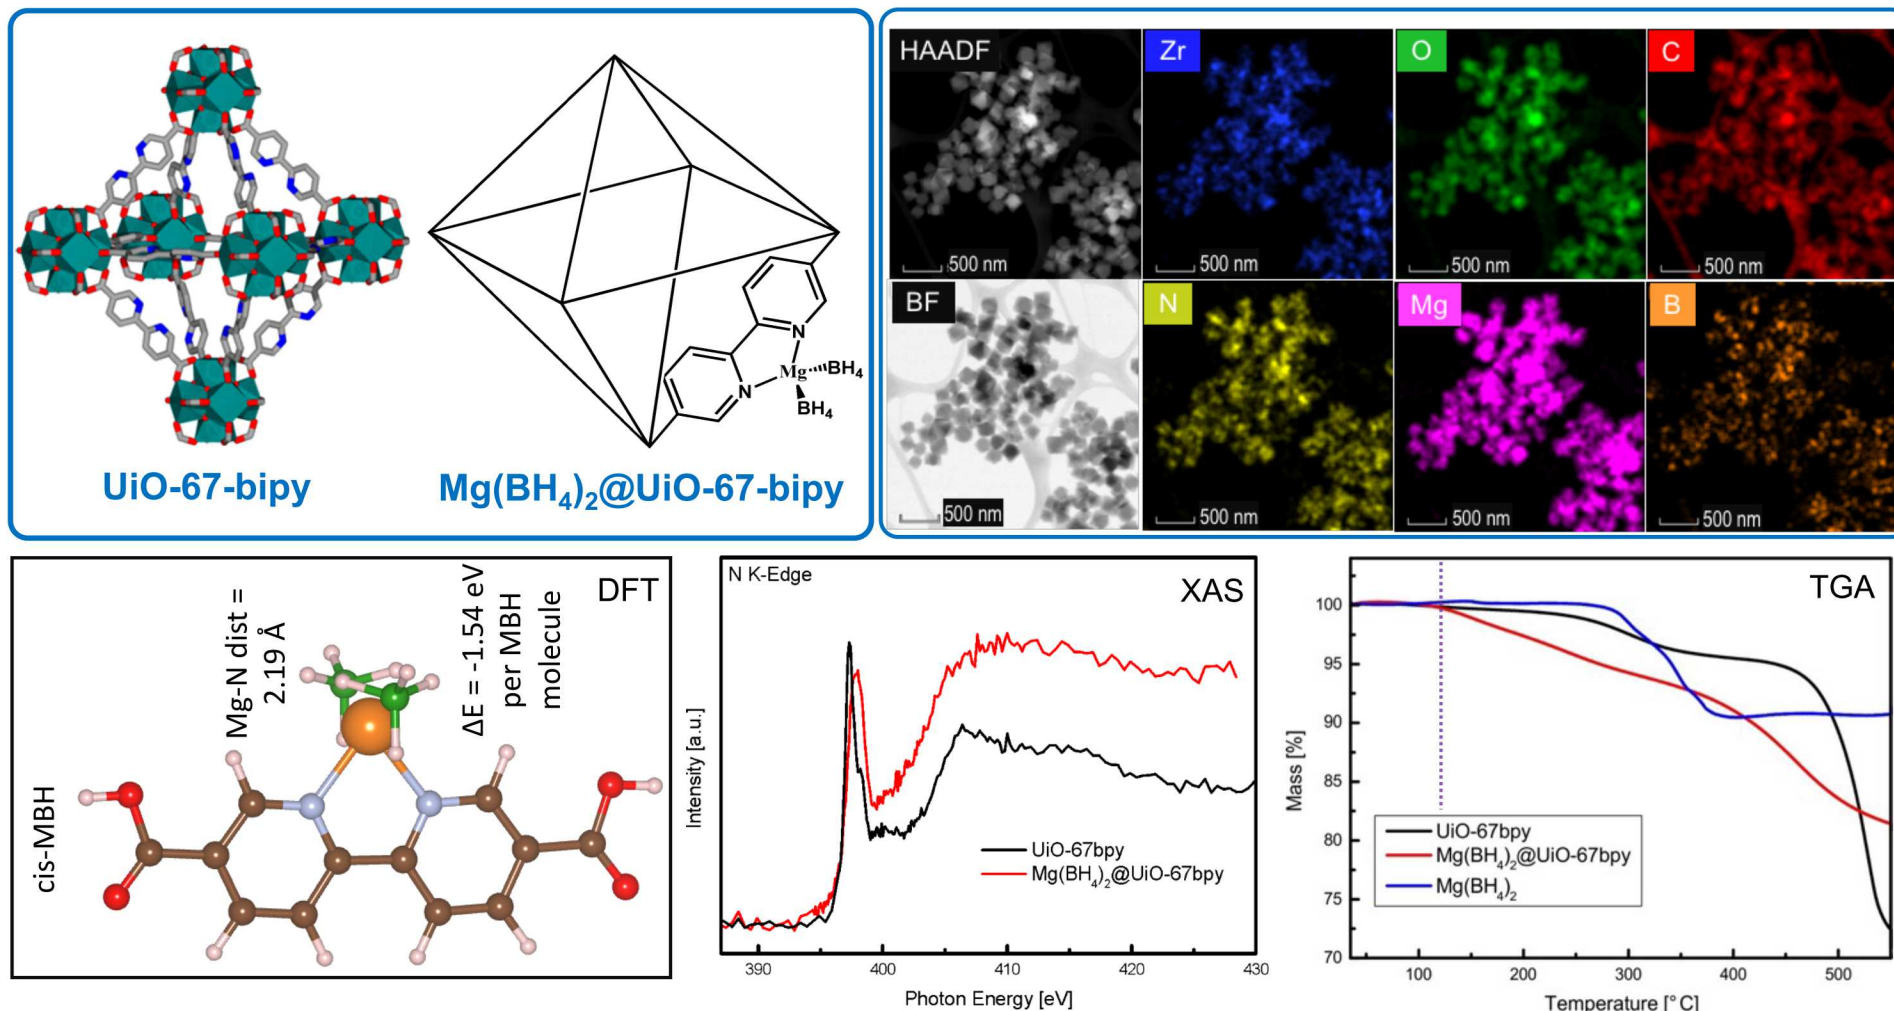 UiO-67-bipy
N
N
Mg
BH₄
BH₄
Mg(BH₄)₂@UiO-67-bipy
HAADF
500 nm
Zr
500 nm
O
500 nm
C
500 nm
BF
500 nm
N
500 nm
Mg
500 nm
B
500 nm
DFT
cis-MBH
Mg-N dist =
2.19 Å
ΔE = -1.54 eV
per MBH
molecule
N K-Edge
XAS
Intensity [a.u.]
UiO-67bpy
Mg(BH₄)₂@UiO-67bpy
390
400
410
420
430
Photon Energy [eV]
TGA
Mass [%]
100
95
90
85
80
75
70
UiO-67bpy
Mg(BH₄)₂@UiO-67bpy
Mg(BH₄)₂
100
200
300
400
500
Temperature [°C]